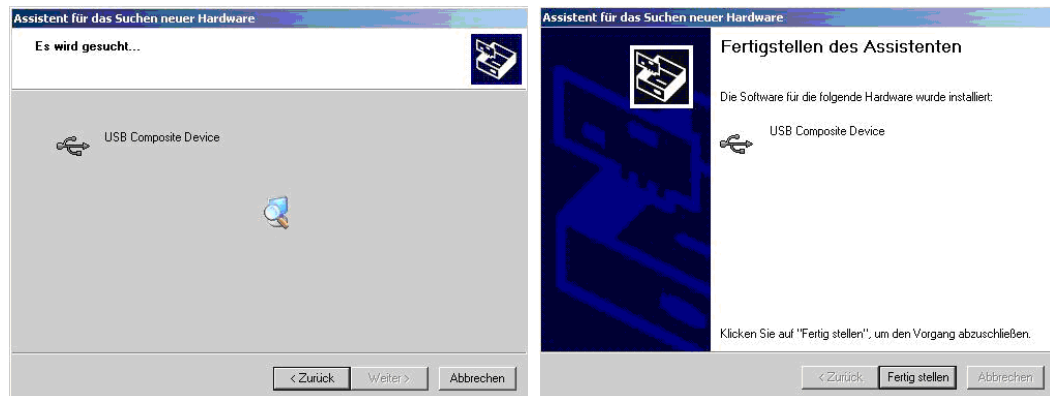 Assistent für das Suchen neuer Hardware
Es wird gesucht...
USB Composite Device
< Zurück
Weiter >
Abbrechen
Assistent für das Suchen neuer Hardware
Fertigstellen des Assistenten
Die Software für die folgende Hardware wurde installiert:
USB Composite Device
Klicken Sie auf "Fertig stellen", um den Vorgang abzuschließen.
< Zurück
Fertig stellen
Abbrechen